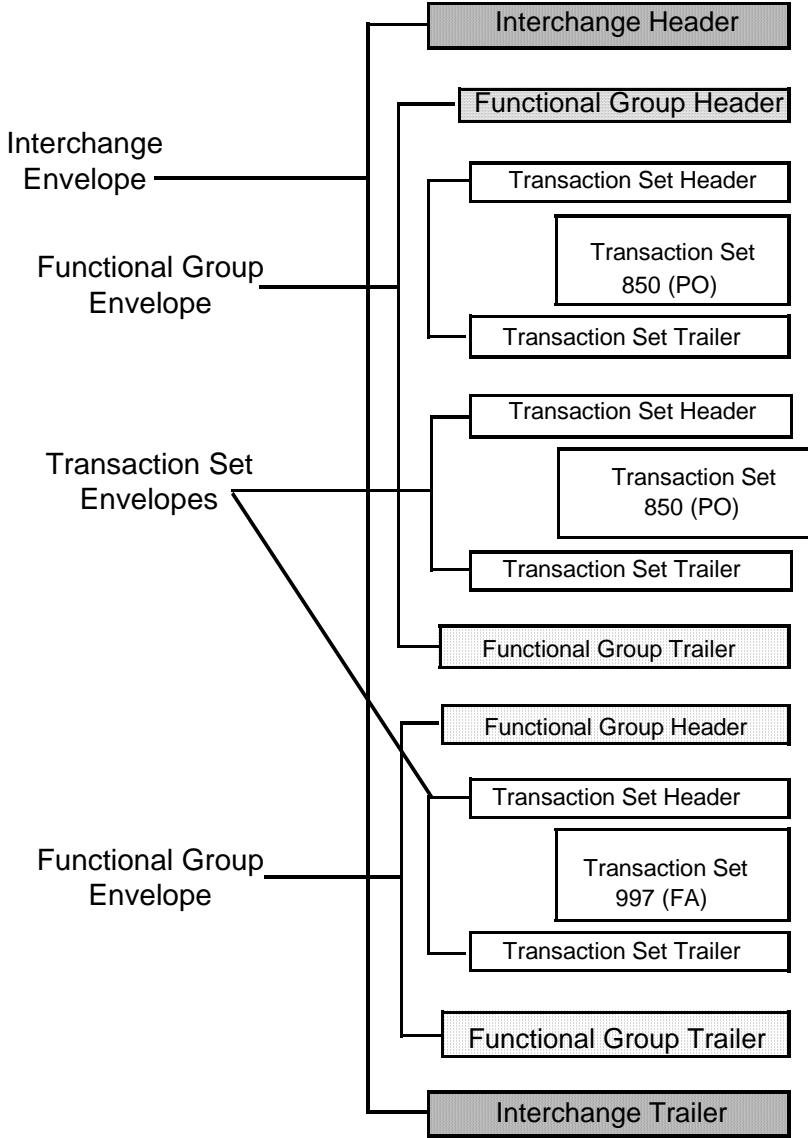 Interchange Header
Functional Group Header
Interchange
Envelope
Transaction Set Header
Transaction Set
850 (PO)
Functional Group
Envelope
Transaction Set Trailer
Transaction Set Header
Transaction Set
Envelopes
Transaction Set
850 (PO)
Transaction Set Trailer
Functional Group Trailer
Functional Group Header
Transaction Set Header
Functional Group
Envelope
Transaction Set
997 (FA)
Transaction Set Trailer
Functional Group Trailer
Interchange Trailer